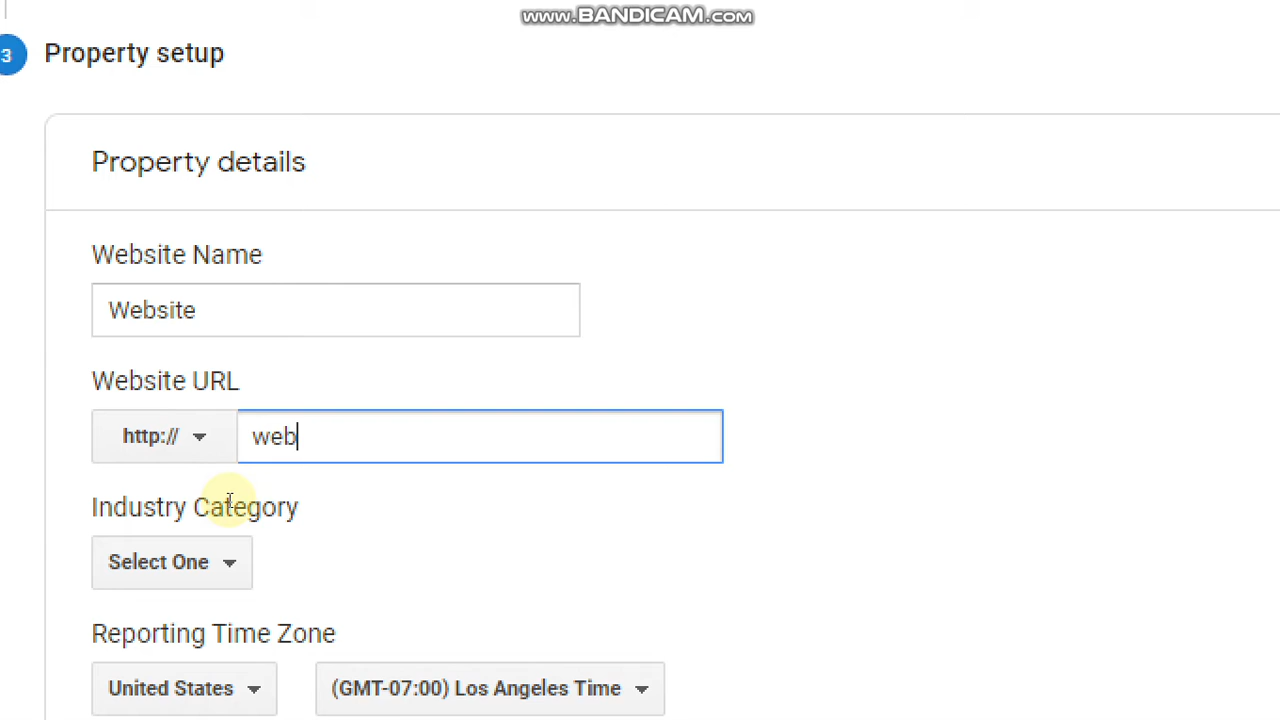 www.BANDICAM.com
3 Property setup
Property details
Website Name
Website
Website URL
http:// web
Industry Category
Select One
Reporting Time Zone
United States (GMT-07:00) Los Angeles Time